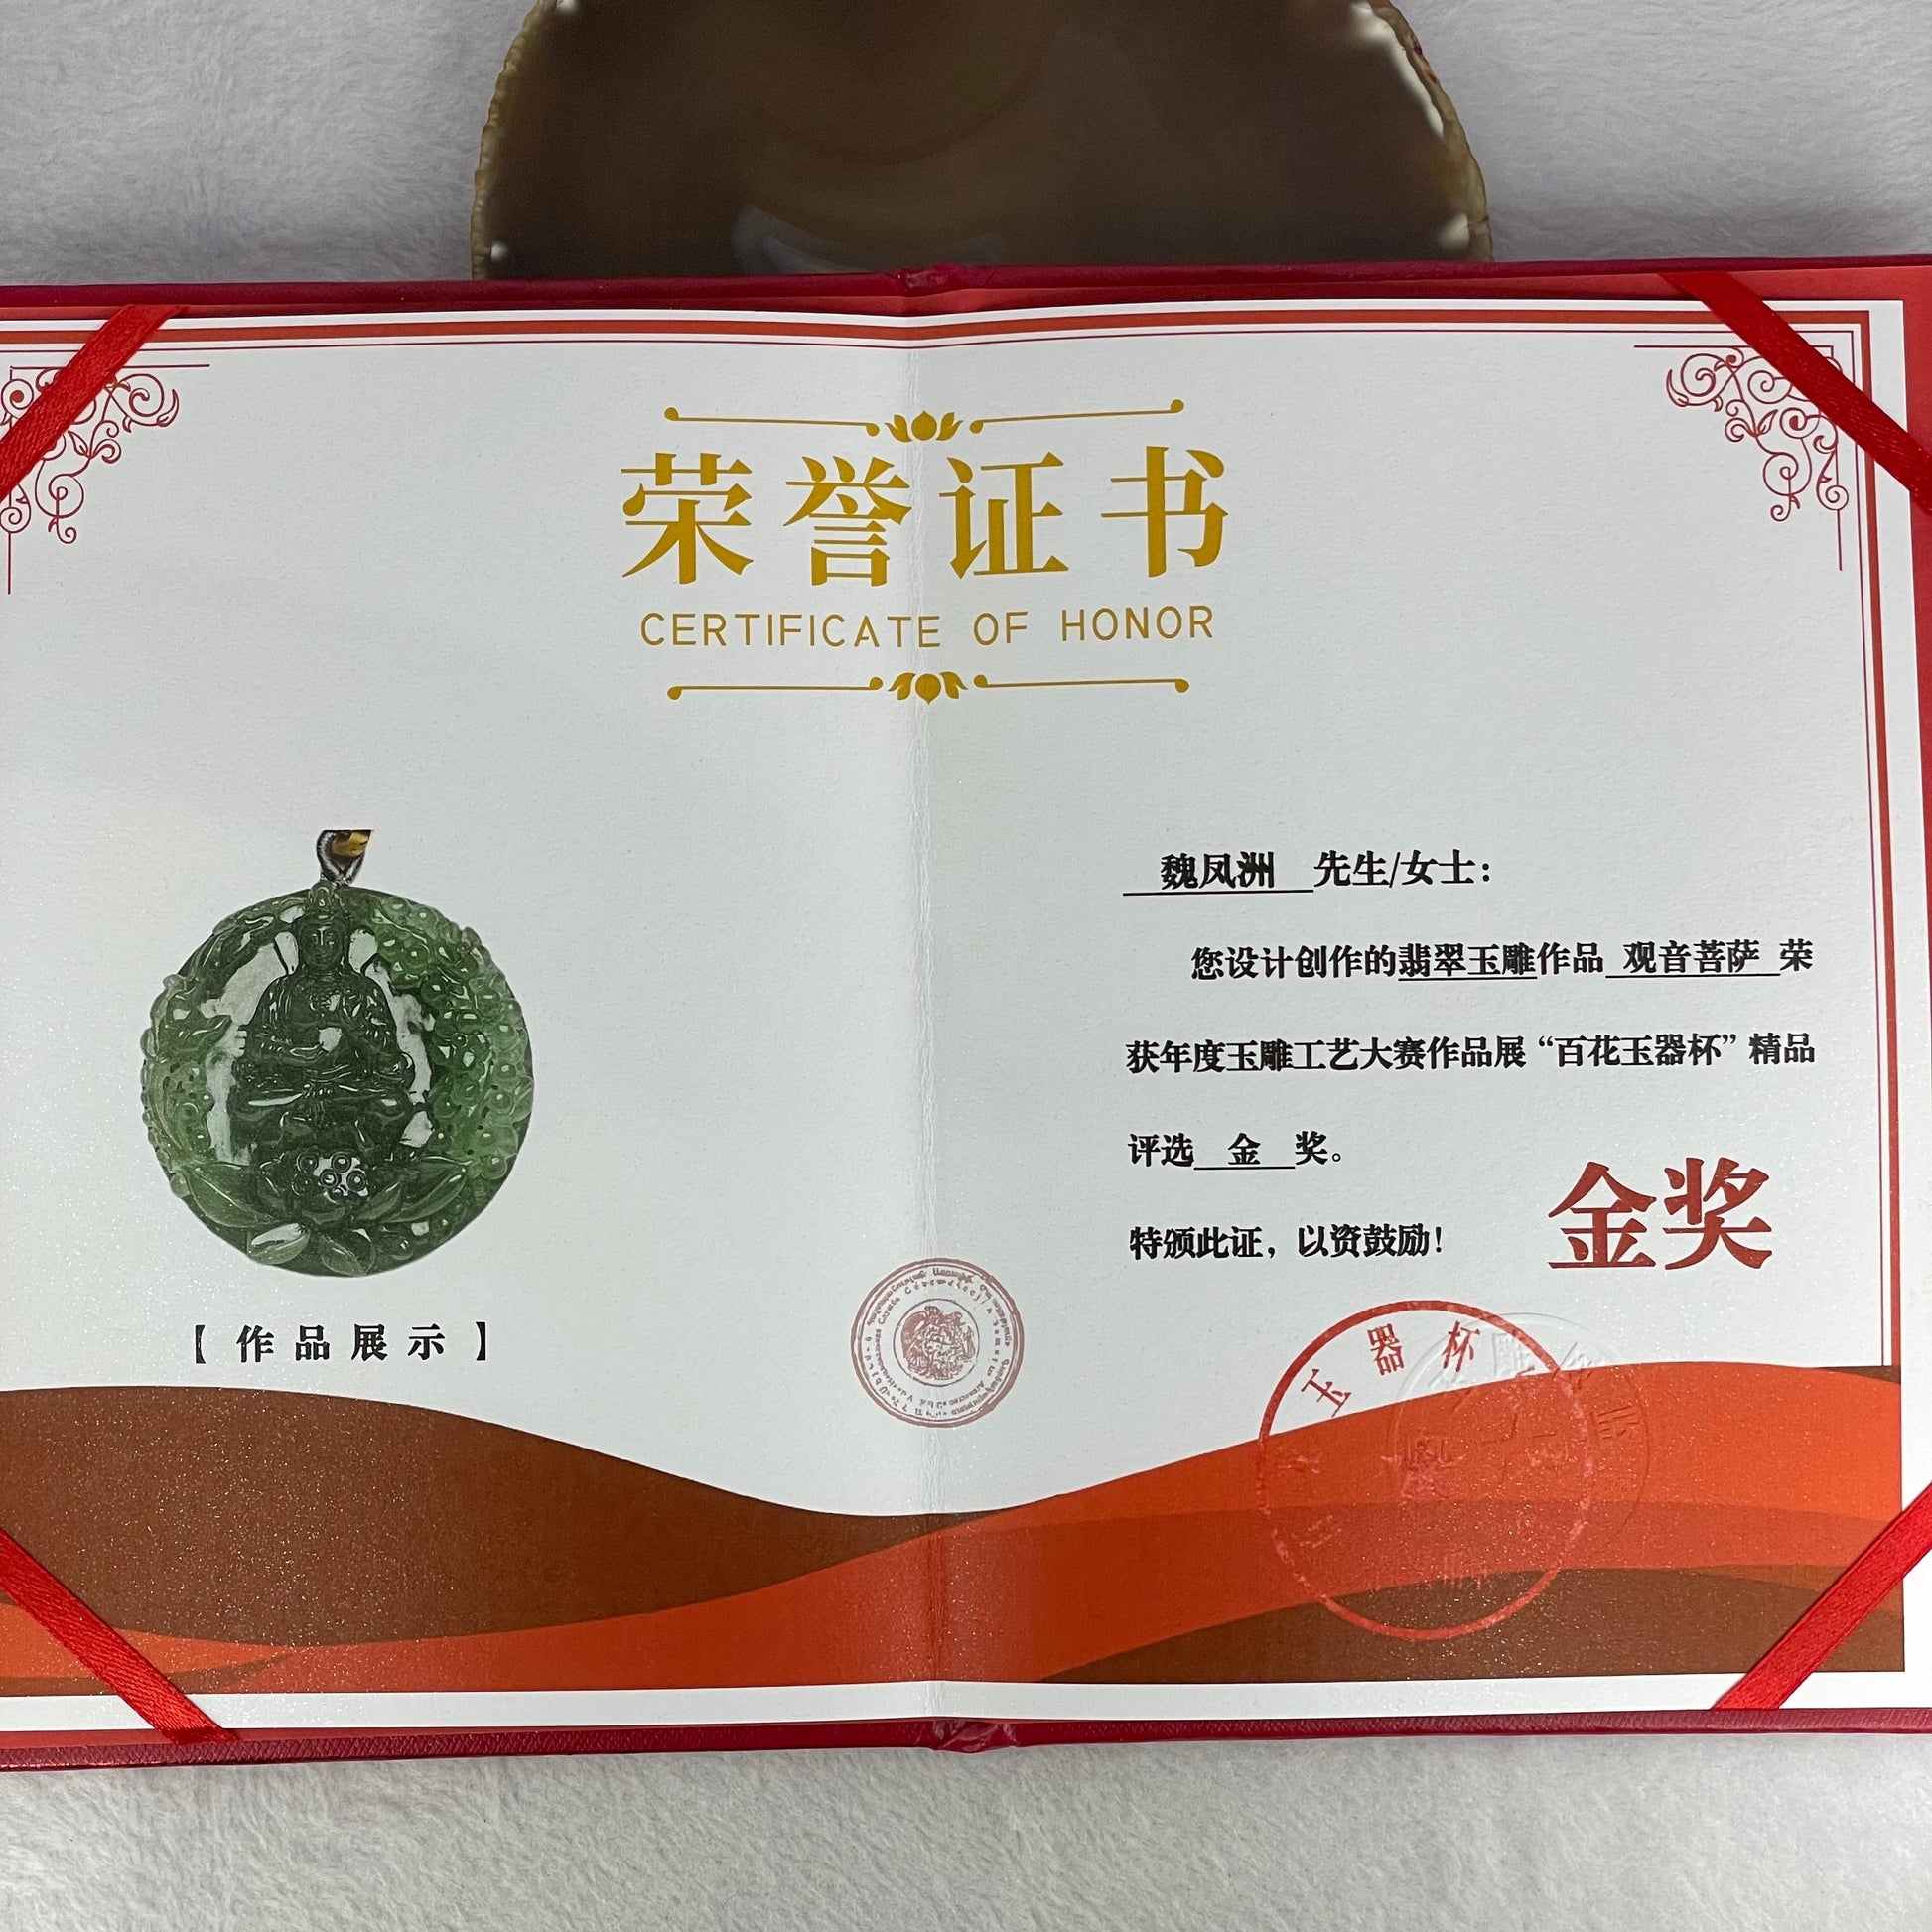 荣誉证书
CERTIFICATE OF HONOR
魏凤洲 先生/女士:
您设计创作的翡翠玉雕作品 观音菩萨 荣
获年度玉雕工艺大赛作品展“百花玉器杯”精品
评选 金 奖。
特颁此证,以资鼓励!
金奖
【作品展示】
玉器杯